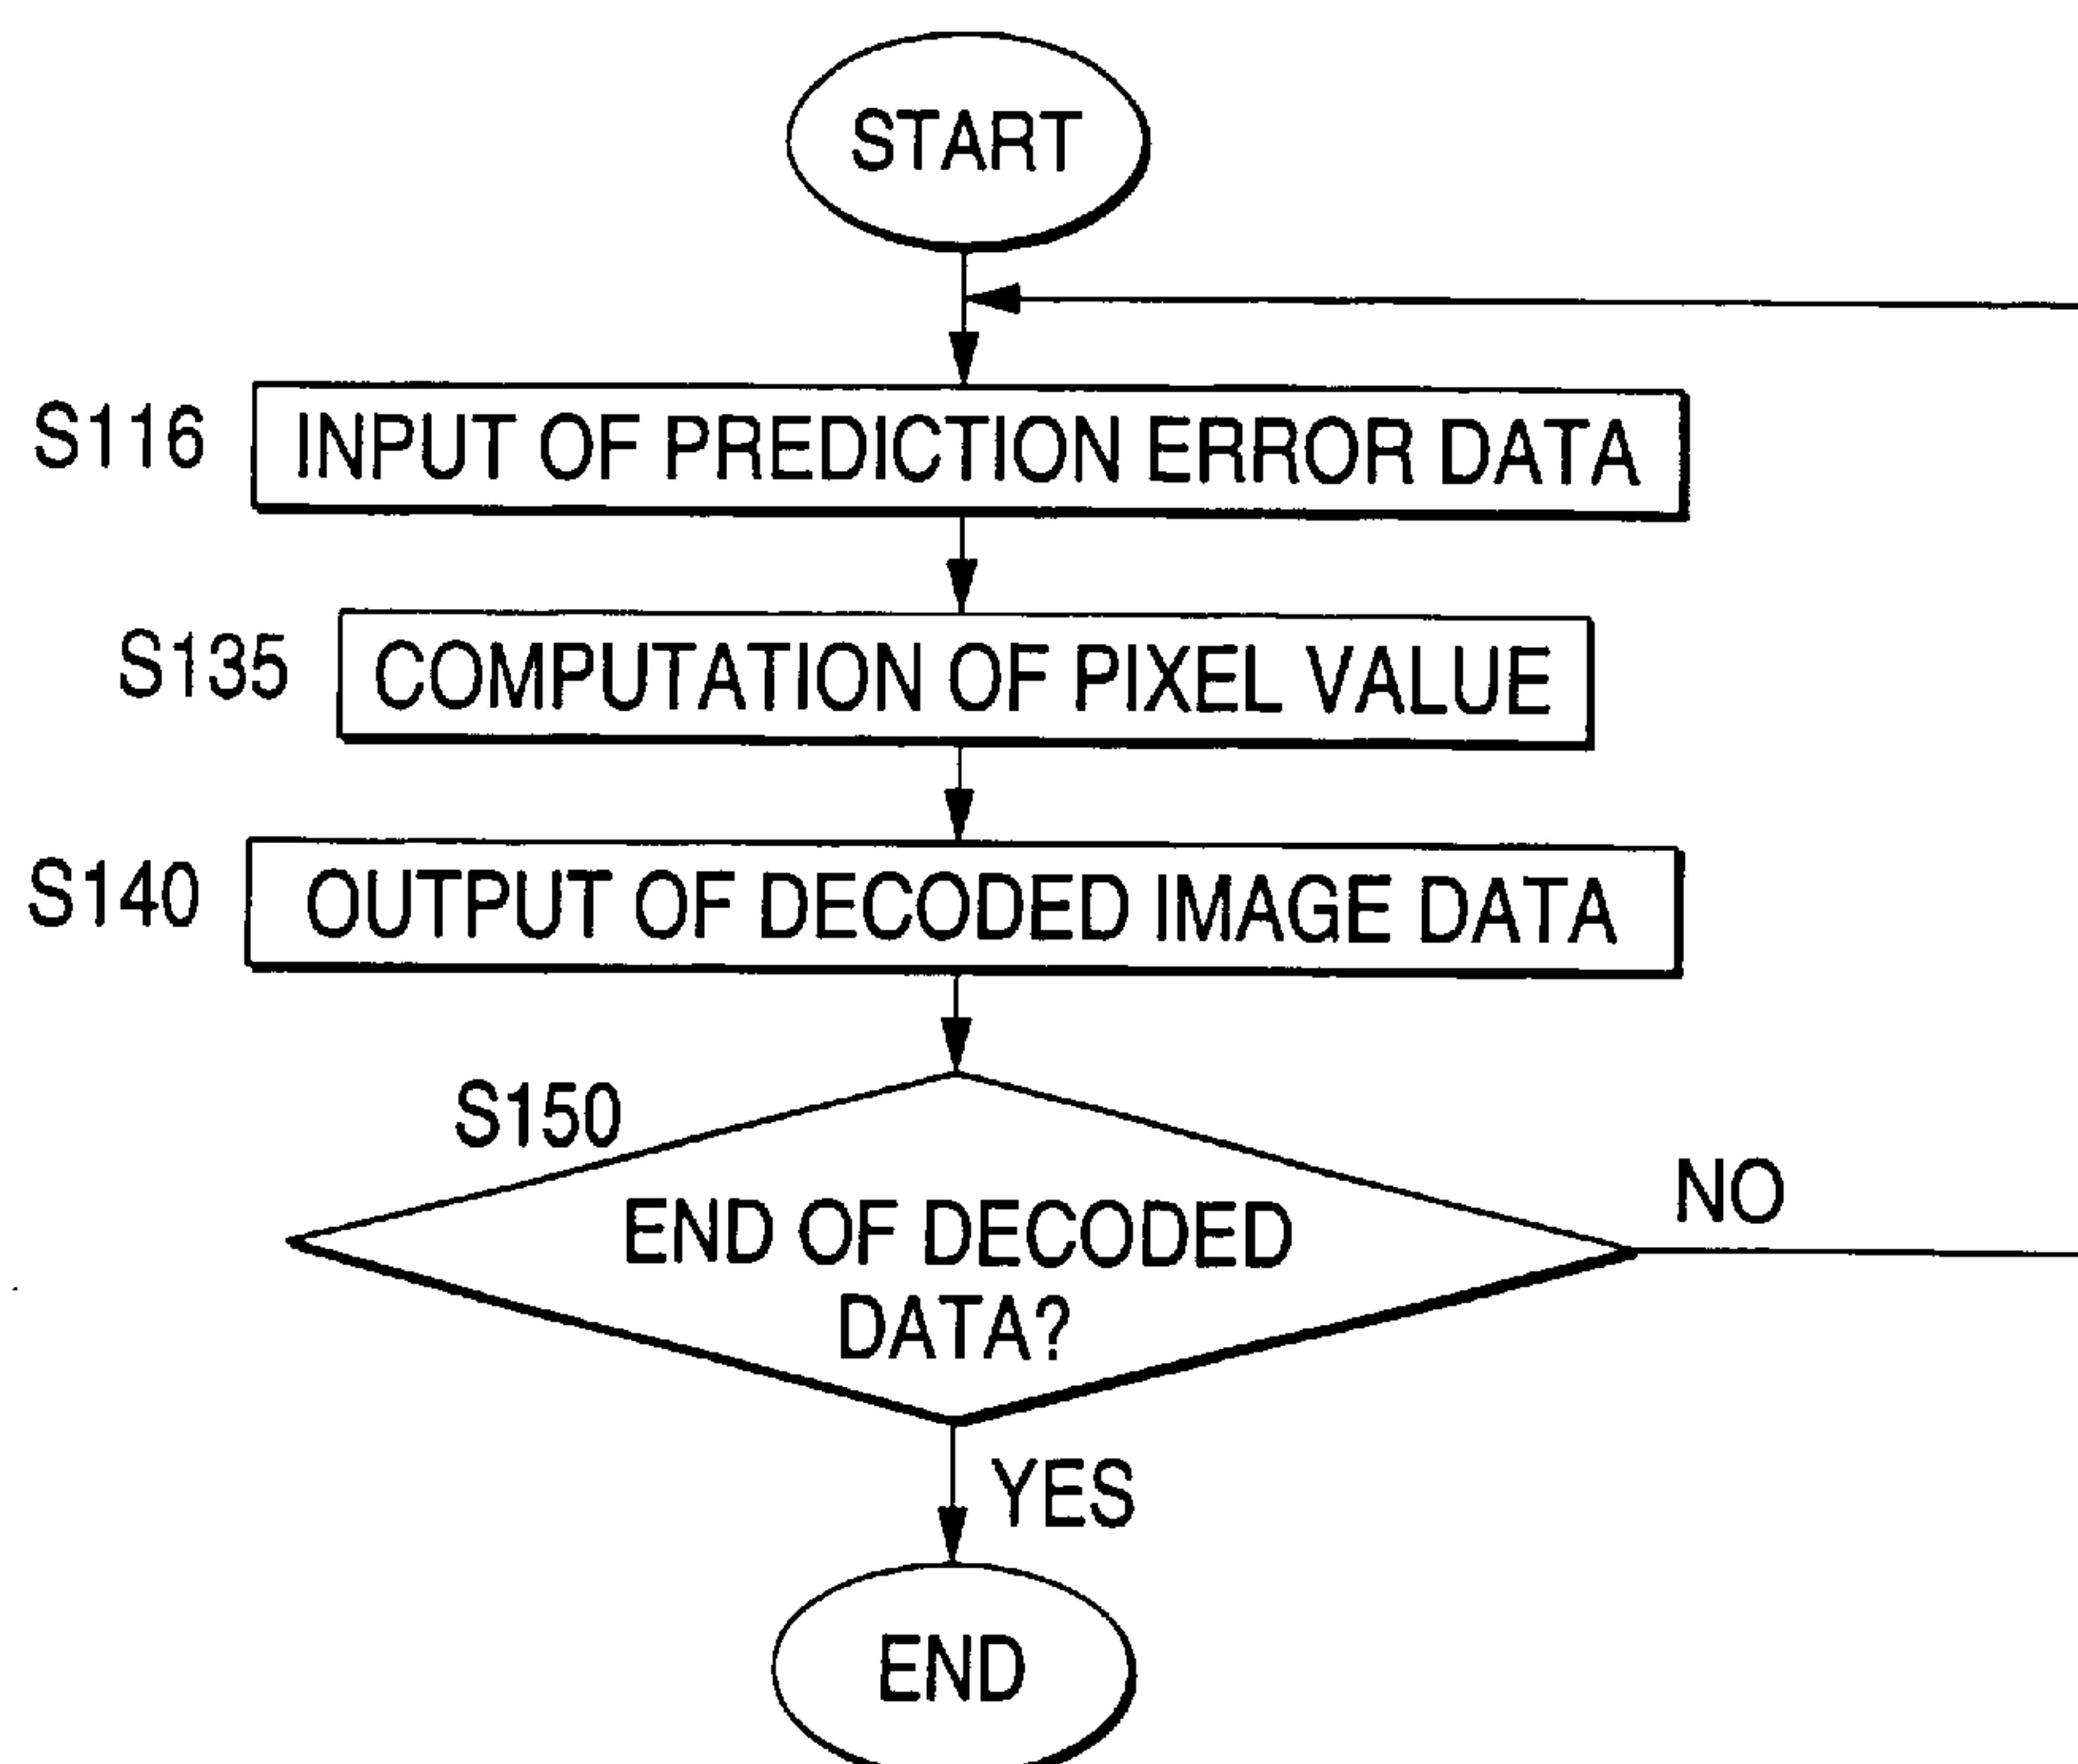 START
S116 INPUT OF PREDICTION ERROR DATA
S135 COMPUTATION OF PIXEL VALUE
S140 OUTPUT OF DECODED IMAGE DATA
S150
END OF DECODED
DATA?
NO
YES
END